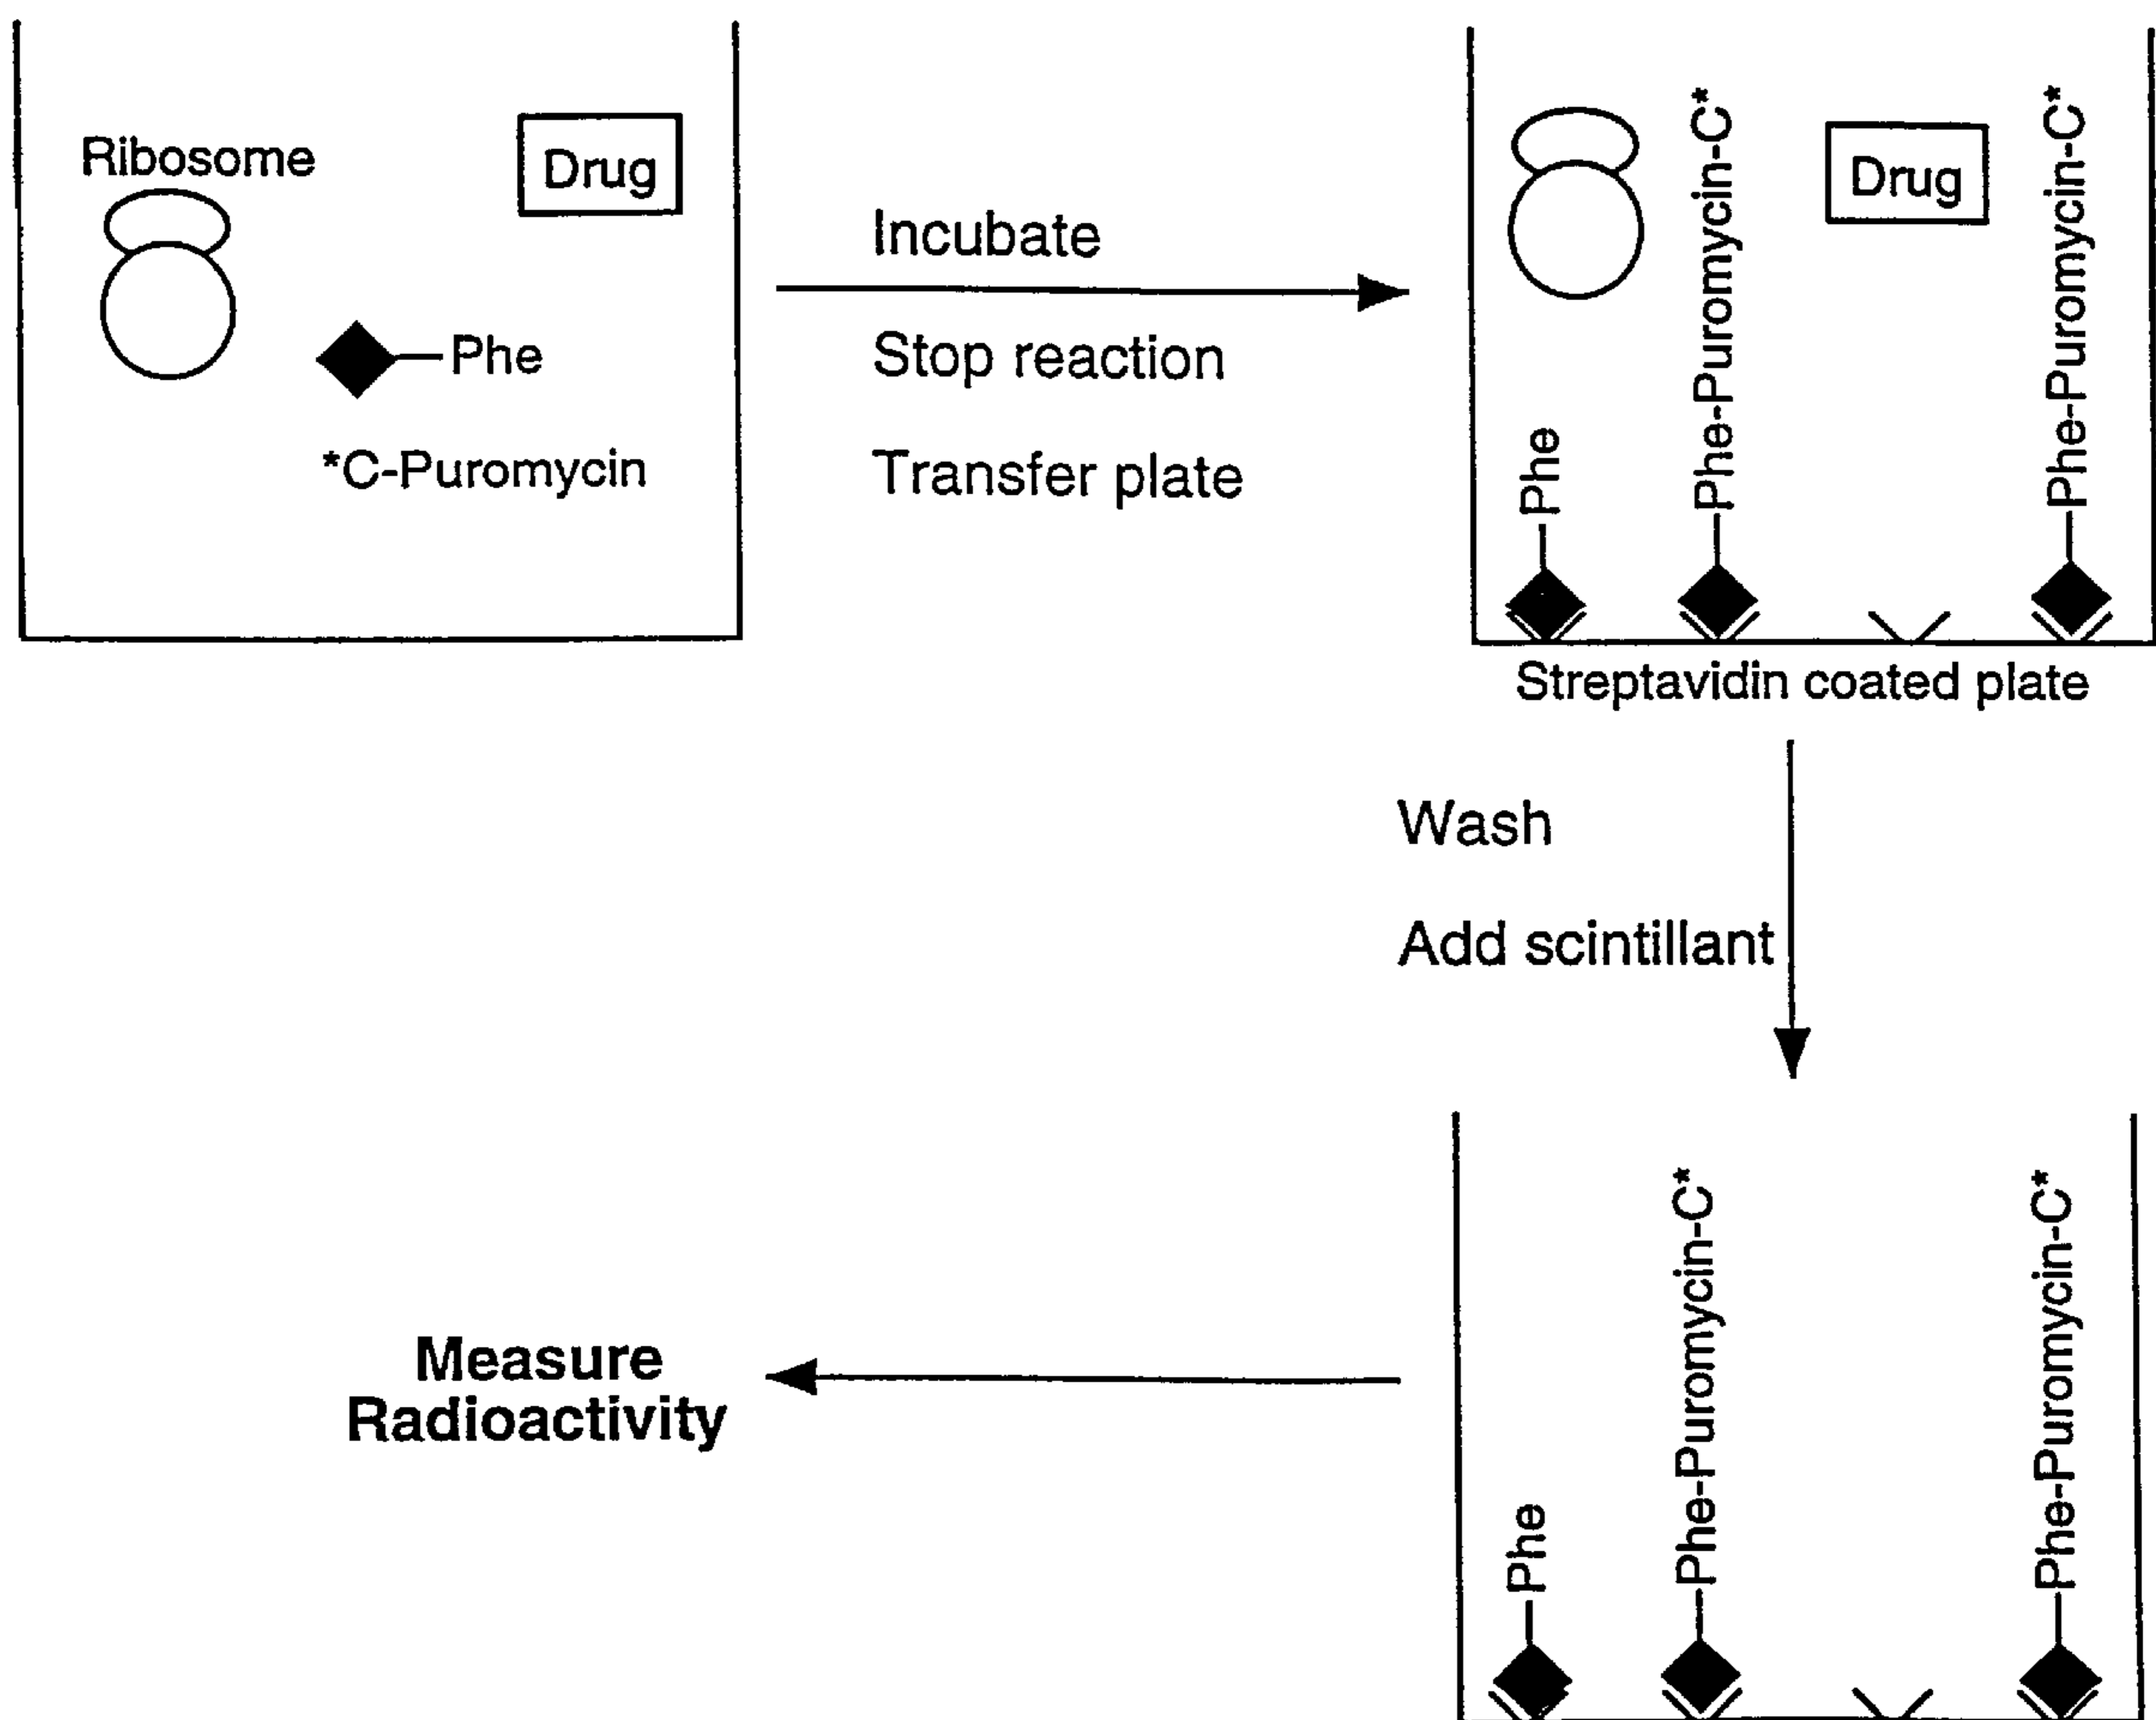 Ribosome
Drug
Phe
*C-Puromycin
Incubate
Stop reaction
Transfer plate
Phe
Phe-Puromycin-C*
Drug
Phe-Puromycin-C*
Streptavidin coated plate
Wash
Add scintillant
Phe
Phe-Puromycin-C*
Phe-Puromycin-C*
Measure
Radioactivity